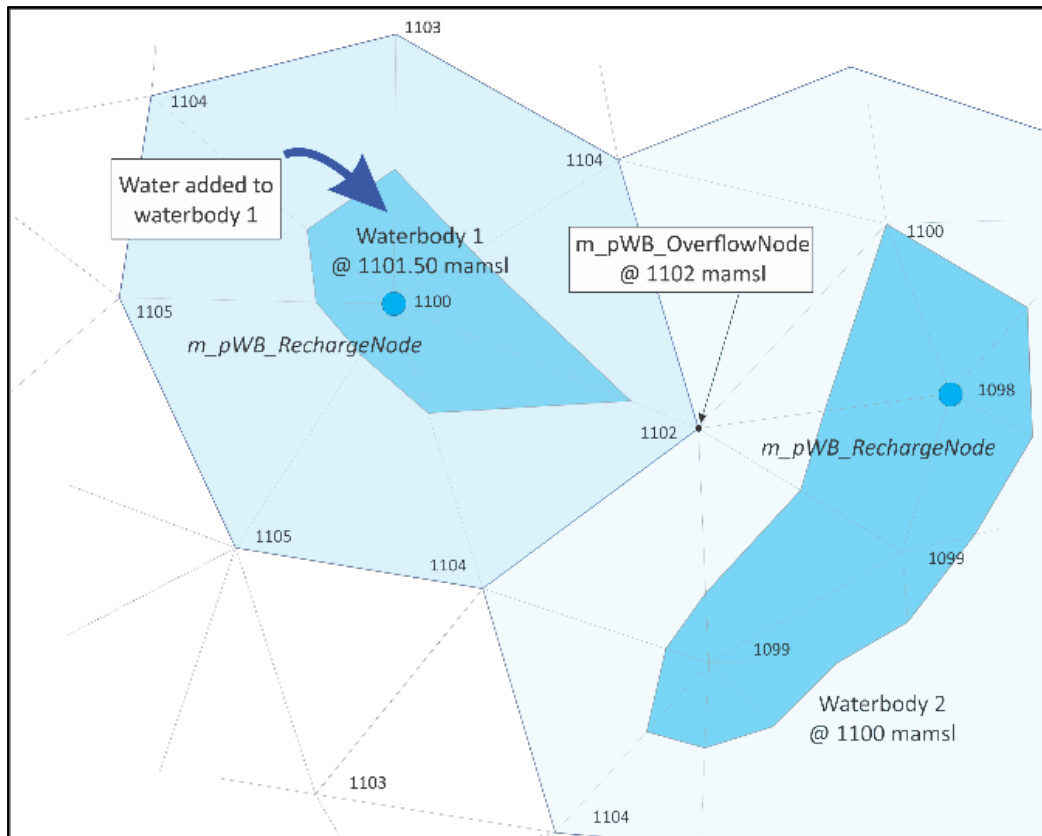 1103
1104
1104
Water added to
waterbody 1
Waterbody 1
@ 1101.50 mamsl
m_pWB_OverflowNode
@ 1102 mamsl
1100
1105
1100
m_pWB_RechargeNode
1098
1102
m_pWB_RechargeNode
1105
1104
1099
1099
Waterbody 2
@ 1100 mamsl
1103
1104